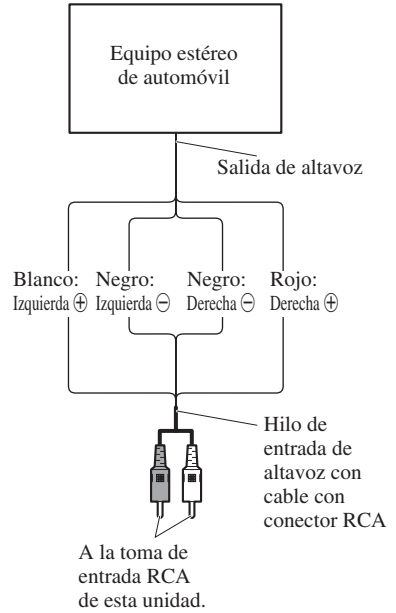 Equipo estéreo
de automóvil
Salida de altavoz
Blanco:
Izquierda ⊕
Negro:
Izquierda ⊖
Negro:
Derecha ⊖
Rojo:
Derecha ⊕
Hilo de
entrada de
altavoz con
cable con
conector RCA
A la toma de
entrada RCA
de esta unidad.